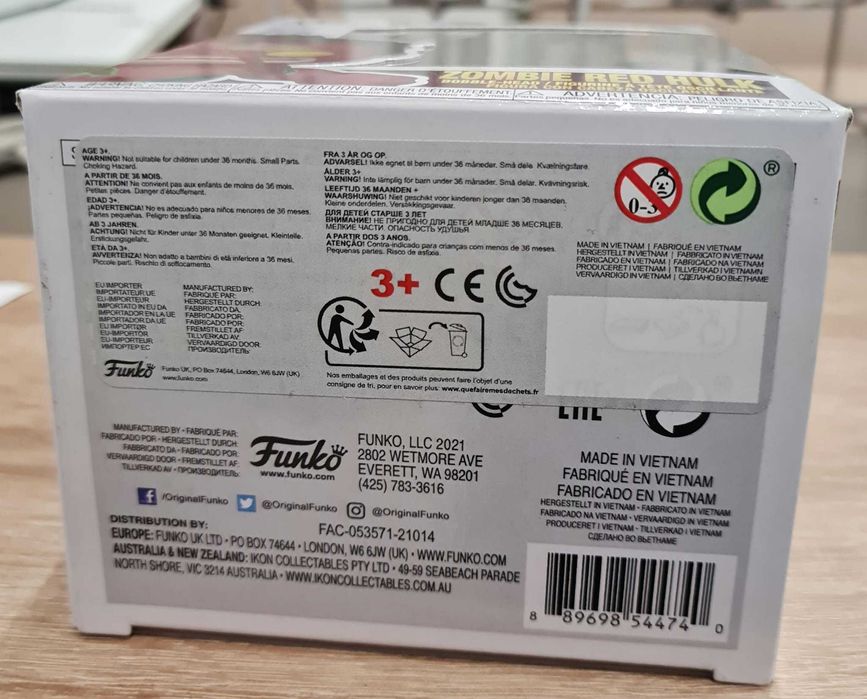 ZOMBIE RED HULK
ATTENTION! DANGER D'ÉTOUFFEMENT.
ADVERTENCIA: PELIGRO DE ASFIXIA
AGE 3+.
WARNING! Not suitable for children under 36 months. Small Parts.
Choking Hazard.
A PARTIR DE 36 MOIS.
ATTENTION! Ne convient pas aux enfants de moins de 36 mois.
Petites pièces. Danger d'étouffement.
EDAD 3+.
¡ADVERTENCIA! No es adecuado para niños menores de 36 meses.
Partes pequeñas. Peligro de asfixia.
AB 3 JAHREN.
ACHTUNG! Nicht für Kinder unter 36 Monaten geeignet. Kleinteile.
Erstickungsgefahr.
ETÀ DA 3+.
AVVERTENZA! Non adatto a bambini di età inferiore a 36 mesi.
Piccole parti. Rischio di soffocamento.
FRA 3 ÅR OG OP.
ADVARSEL! Ikke egnet til børn under 36 måneder. Små dele. Kvælningsfare.
ÅLDER 3+
VARNING! Inte lämplig för barn under 36 månader. Små delar. Kvävningsrisk.
LEEFTIJD 36 MAANDEN +
WAARSHUWING! Niet geschikt voor kinderen jonger dan 36 maanden.
Kleine onderdelen. Verstikkingsgevaar.
ДЛЯ ДЕТЕЙ СТАРШЕ 3 ЛЕТ
ВНИМАНИЕ! НЕ ПРИГОДНО ДЛЯ ДЕТЕЙ МЛАДШЕ 36 МЕСЯЦЕВ.
МЕЛКИЕ ЧАСТИ. ОПАСНОСТЬ УДУШЬЯ.
A PARTIR DOS 3 ANOS.
ATENÇÃO! Contra-indicado para crianças com menos de 36 meses.
Pequenas partes. Risco de asfixia.
0-3
®
MADE IN VIETNAM | FABRIQUÉ EN VIETNAM
HERGESTELLT IN VIETNAM | FABBRICATO IN VIETNAM
FABRICADO EN VIETNAM | FABRICADO NA VIETNAM
PRODUCERET I VIETNAM | TILLVERKAD I VIETNAMN
VERVAARDIGD IN VIETNAM | СДЕЛАНО ВО ВЬЕТНАМЕ
3+ CE
EU IMPORTER
IMPORTATEUR UE
EU-IMPORTEUR
IMPORTATO IN EU DA
IMPORTADOR EN LA UE
IMPORTADOR DA UE
EU IMPORTØR
EU-IMPORTÖR
EU-IMPORTEUR
ИМПОРТЕР ЕС
MANUFACTURED BY:
FABRIQUÉ PAR:
HERGESTELLT DURCH:
FABBRICATO DA:
FABRICADO POR:
FABRICADO POR:
FREMSTILLET AF:
TILLVERKAD AV:
VERVAARDIGD DOOR:
ПРОИЗВОДИТЕЛЬ:
Funko
Funko UK, PO Box 74644, London, W6 6JW (UK)
www.funko.com
Nos emballages et des produits peuvent faire l'objet d'une
consigne de tri, pour en savoir plus: www.quefairemesdechets.fr
MANUFACTURED BY • FABRIQUÉ PAR:
FABRICADO POR • HERGESTELLT DURCH:
FABBRICATO DA • FABRICADO POR:
VERVAARDIGD DOOR • FREMSTILLET AF:
TILLVERKAD AV • ПРОИЗВОДИТЕЛЬ:
Funko
www.funko.com
FUNKO, LLC 2021
2802 WETMORE AVE
EVERETT, WA 98201
(425) 783-3616
/OriginalFunko @OriginalFunko @OriginalFunko
FAC-053571-21014
DISTRIBUTION BY:
EUROPE: FUNKO UK LTD • PO BOX 74644 • LONDON, W6 6JW (UK) • WWW.FUNKO.COM
AUSTRALIA & NEW ZEALAND: IKON COLLECTABLES PTY LTD • 49-59 SEABEACH PARADE
NORTH SHORE, VIC 3214 AUSTRALIA • WWW.IKONCOLLECTABLES.COM.AU
MADE IN VIETNAM
FABRIQUÉ EN VIETNAM
FABRICADO EN VIETNAM
HERGESTELLT IN VIETNAM • FABBRICATO IN VIETNAM
FABRICADO NA VIETNAM • VERVAARDIGD IN VIETNAM
PRODUCERET I VIETNAM • TILLVERKAD I VIETNAM
СДЕЛАНО ВО ВЬЕТНАМЕ
8 89698 54474 0